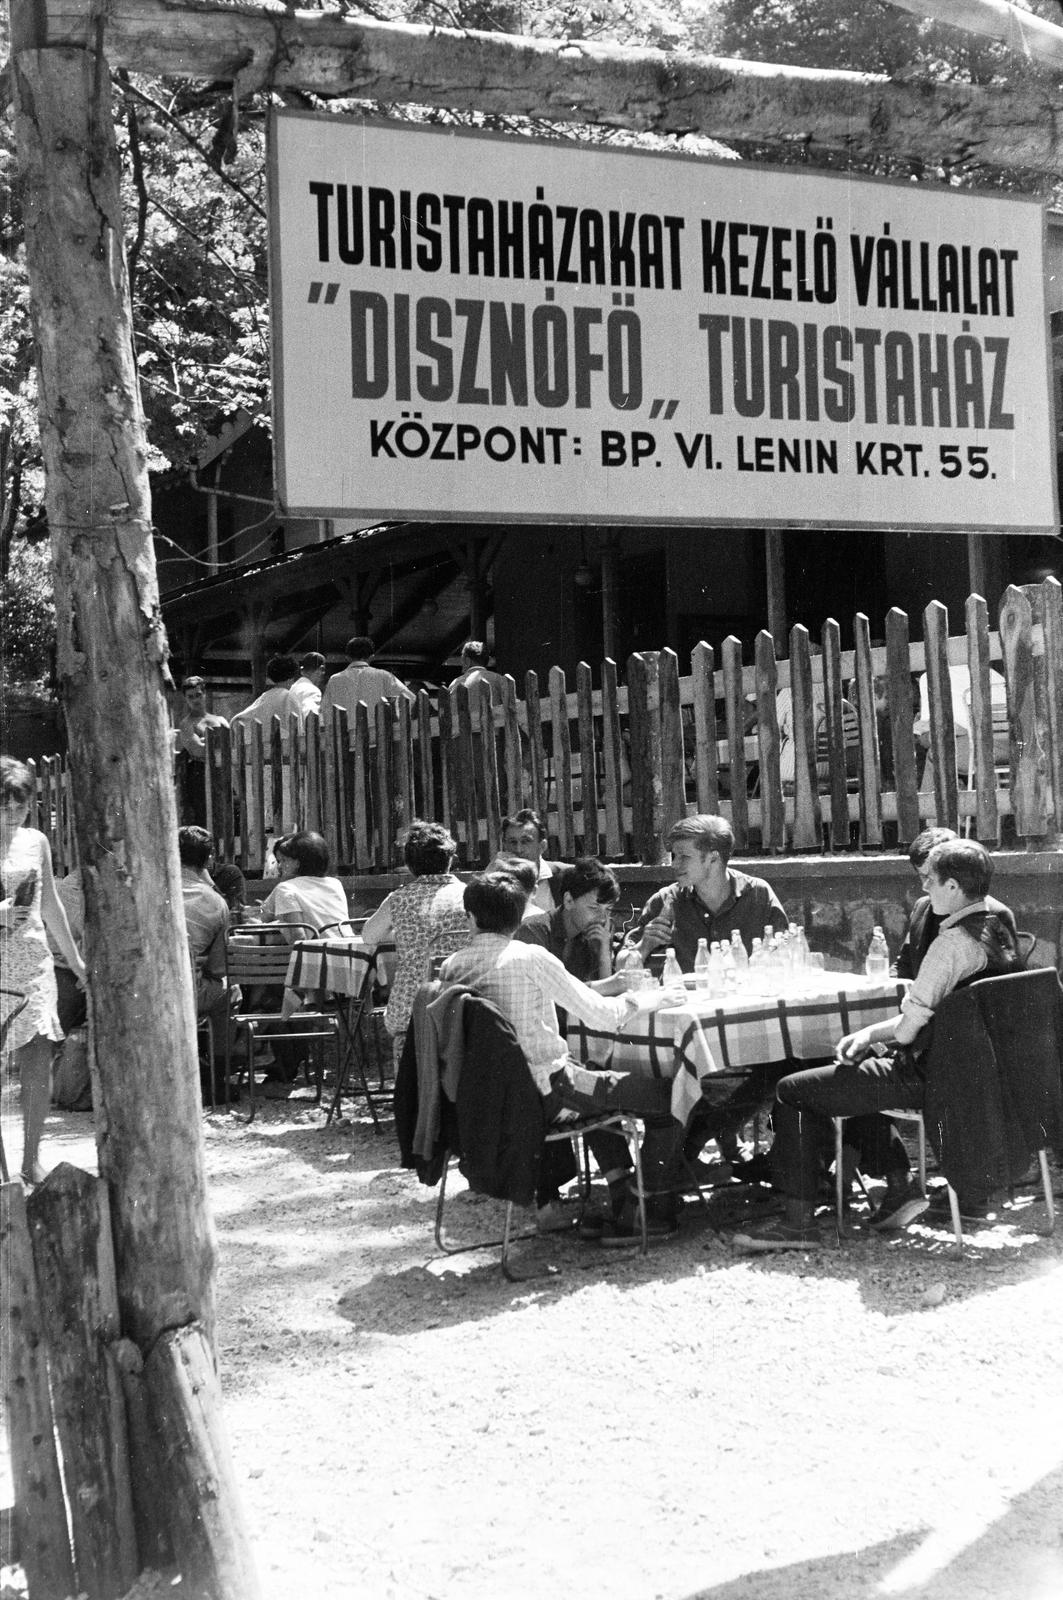 TURISTAHÁZAKAT KEZELŐ VÁLLALAT
"DISZNÓFŐ„ TURISTAHÁZ
KÖZPONT: BP. VI. LENIN KRT. 55.